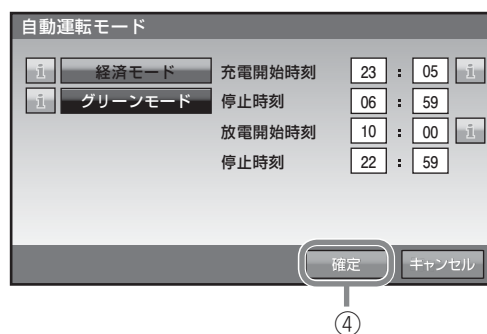 自動運転モード
経済モード 充電開始時刻 23 : 05
グリーンモード 停止時刻 06 : 59
放電開始時刻 10 : 00
停止時刻 22 : 59
確定 キャンセル
④